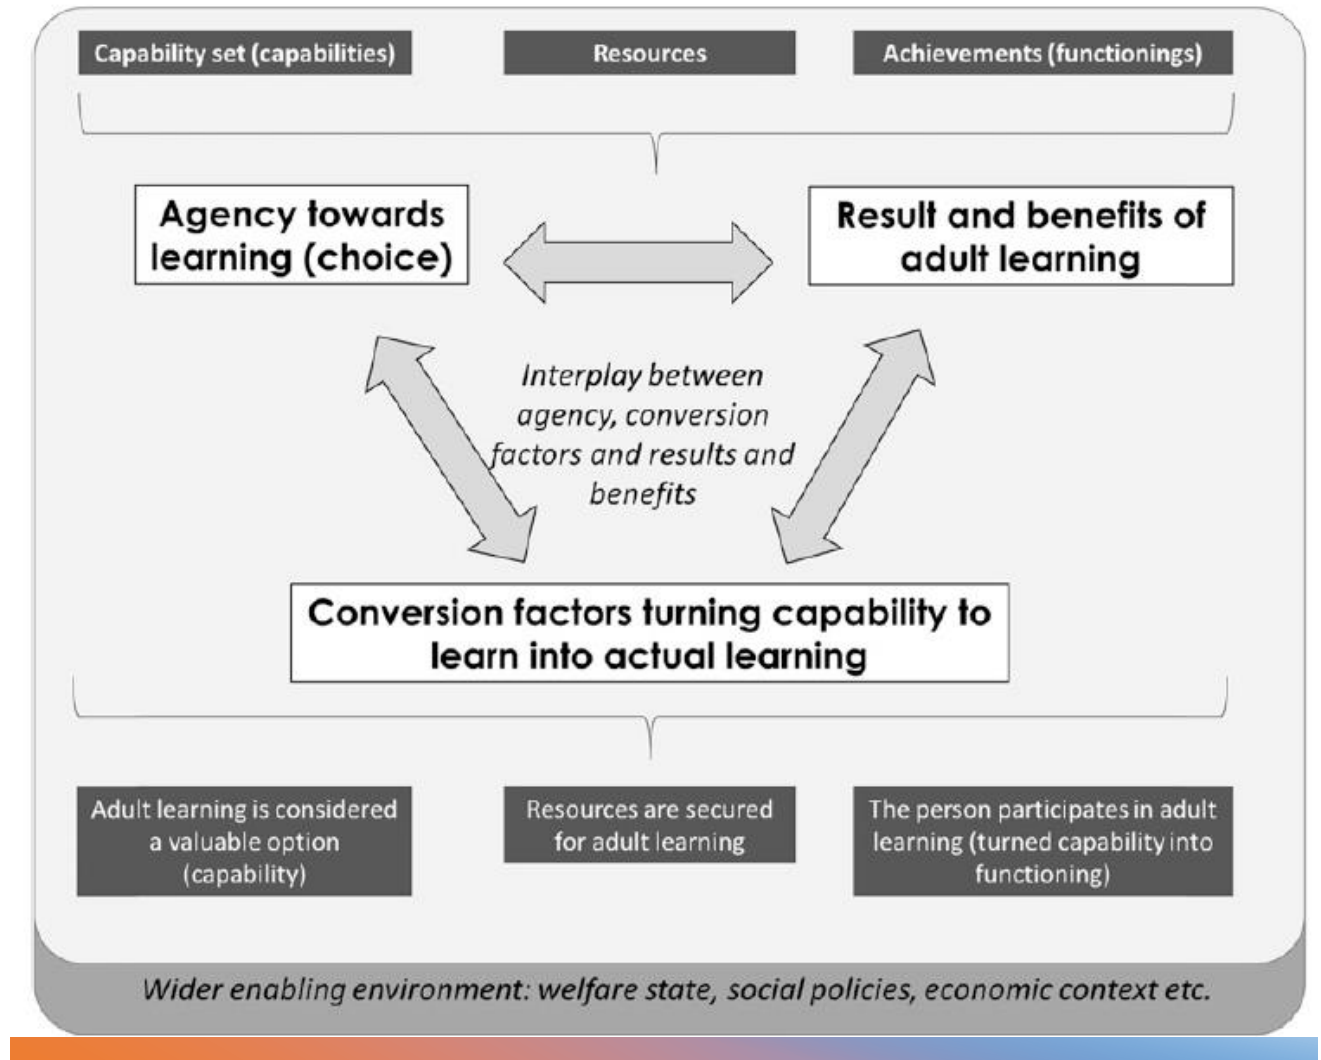 Capability set (capabilities)
Resources
Achievements (functionings)
Agency towards
learning (choice)
Result and benefits of
adult learning
Interplay between
agency, conversion
factors and results and
benefits
Conversion factors turning capability to
learn into actual learning
Adult learning is considered
a valuable option
(capability)
Resources are secured
for adult learning
The person participates in adult
learning (turned capability into
functioning)
Wider enabling environment: welfare state, social policies, economic context etc.